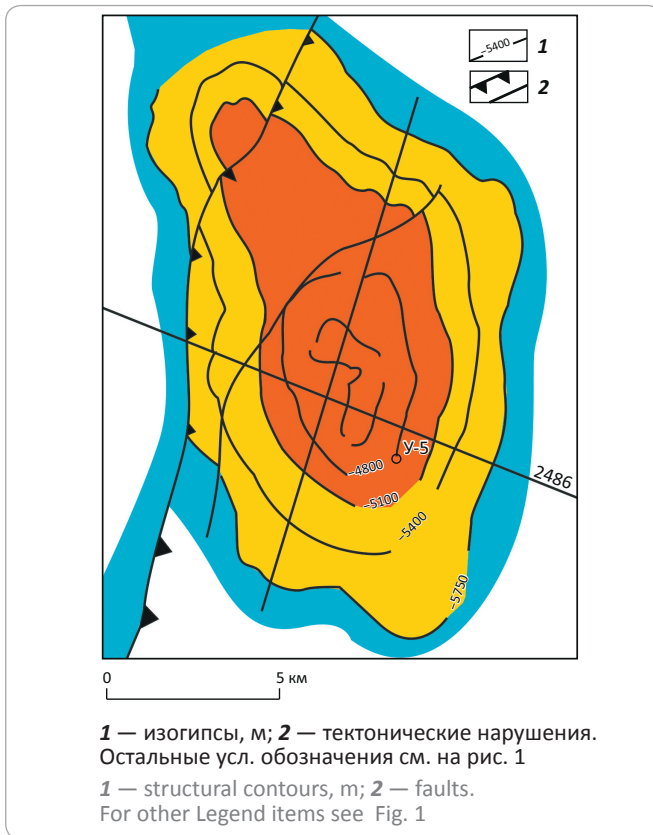 –5400
1
2
У-5
–4800
–5100
2486
–5400
–5750
0
5 км
1 — изогипсы, м; 2 — тектонические нарушения.
Остальные усл. обозначения см. на рис. 1
1 — structural contours, m; 2 — faults.
For other Legend items see Fig. 1